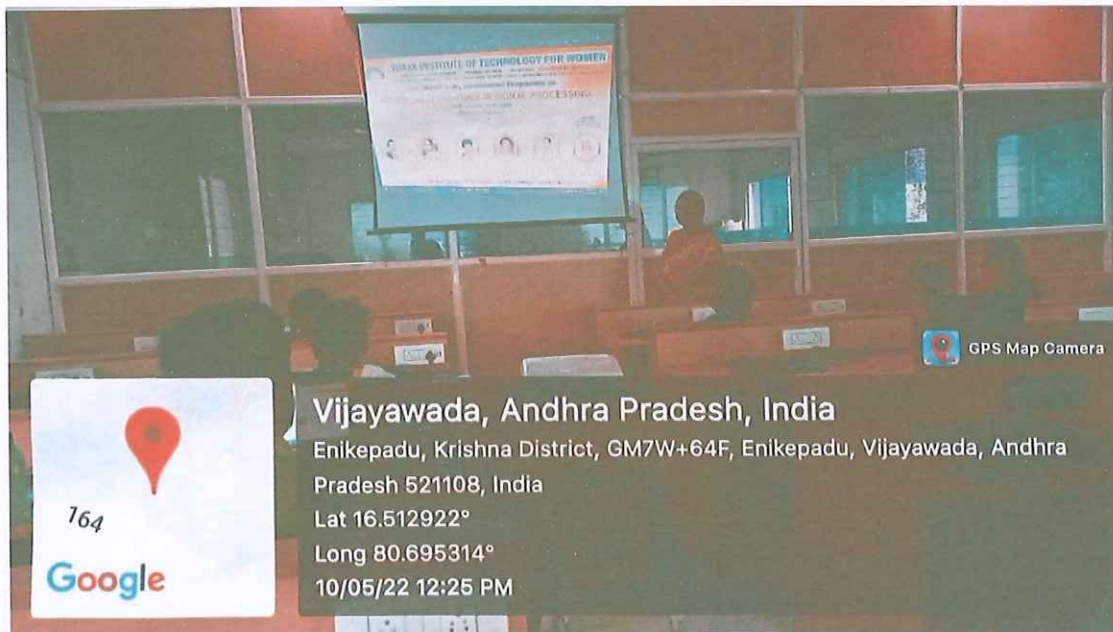 INSTITUTE OF TECHNOLOGY FOR WOMEN
SIGNAL PROCESSING
GPS Map Camera
Vijayawada, Andhra Pradesh, India
Enikepadu, Krishna District, GM7W+64F, Enikepadu, Vijayawada, Andhra
Pradesh 521108, India
Lat 16.512922°
Long 80.695314°
10/05/22 12:25 PM
164
Google